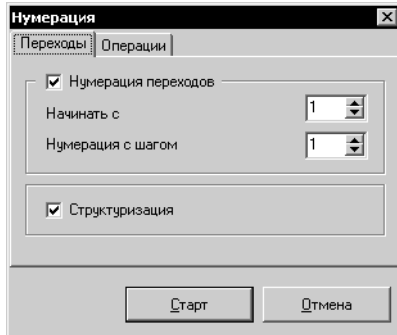 Нумерация
Переходы Операции
Нумерация переходов
Начинать с 1
Нумерация с шагом 1
Структуризация
Старт Отмена